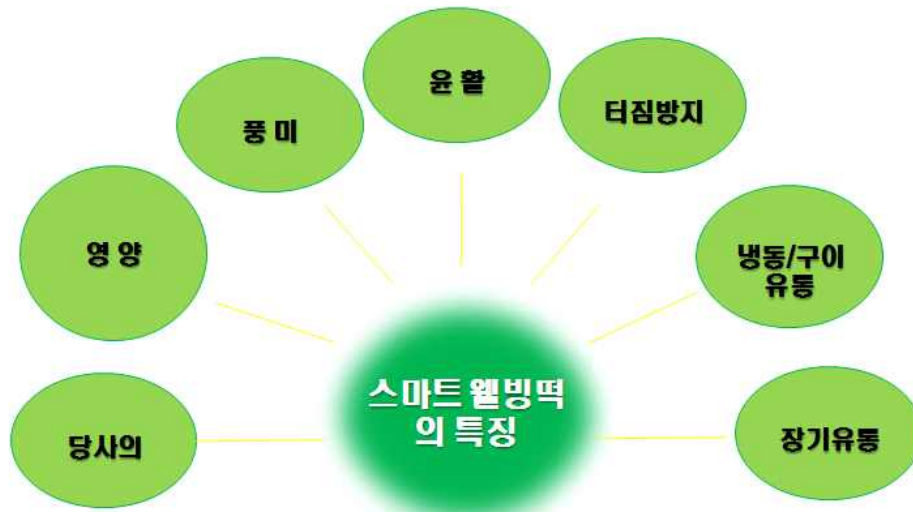 윤 활
풍 미
터짐방지
영 양
냉동/구이
유통
스마트 웰빙떡
의 특징
당사의
장기유통